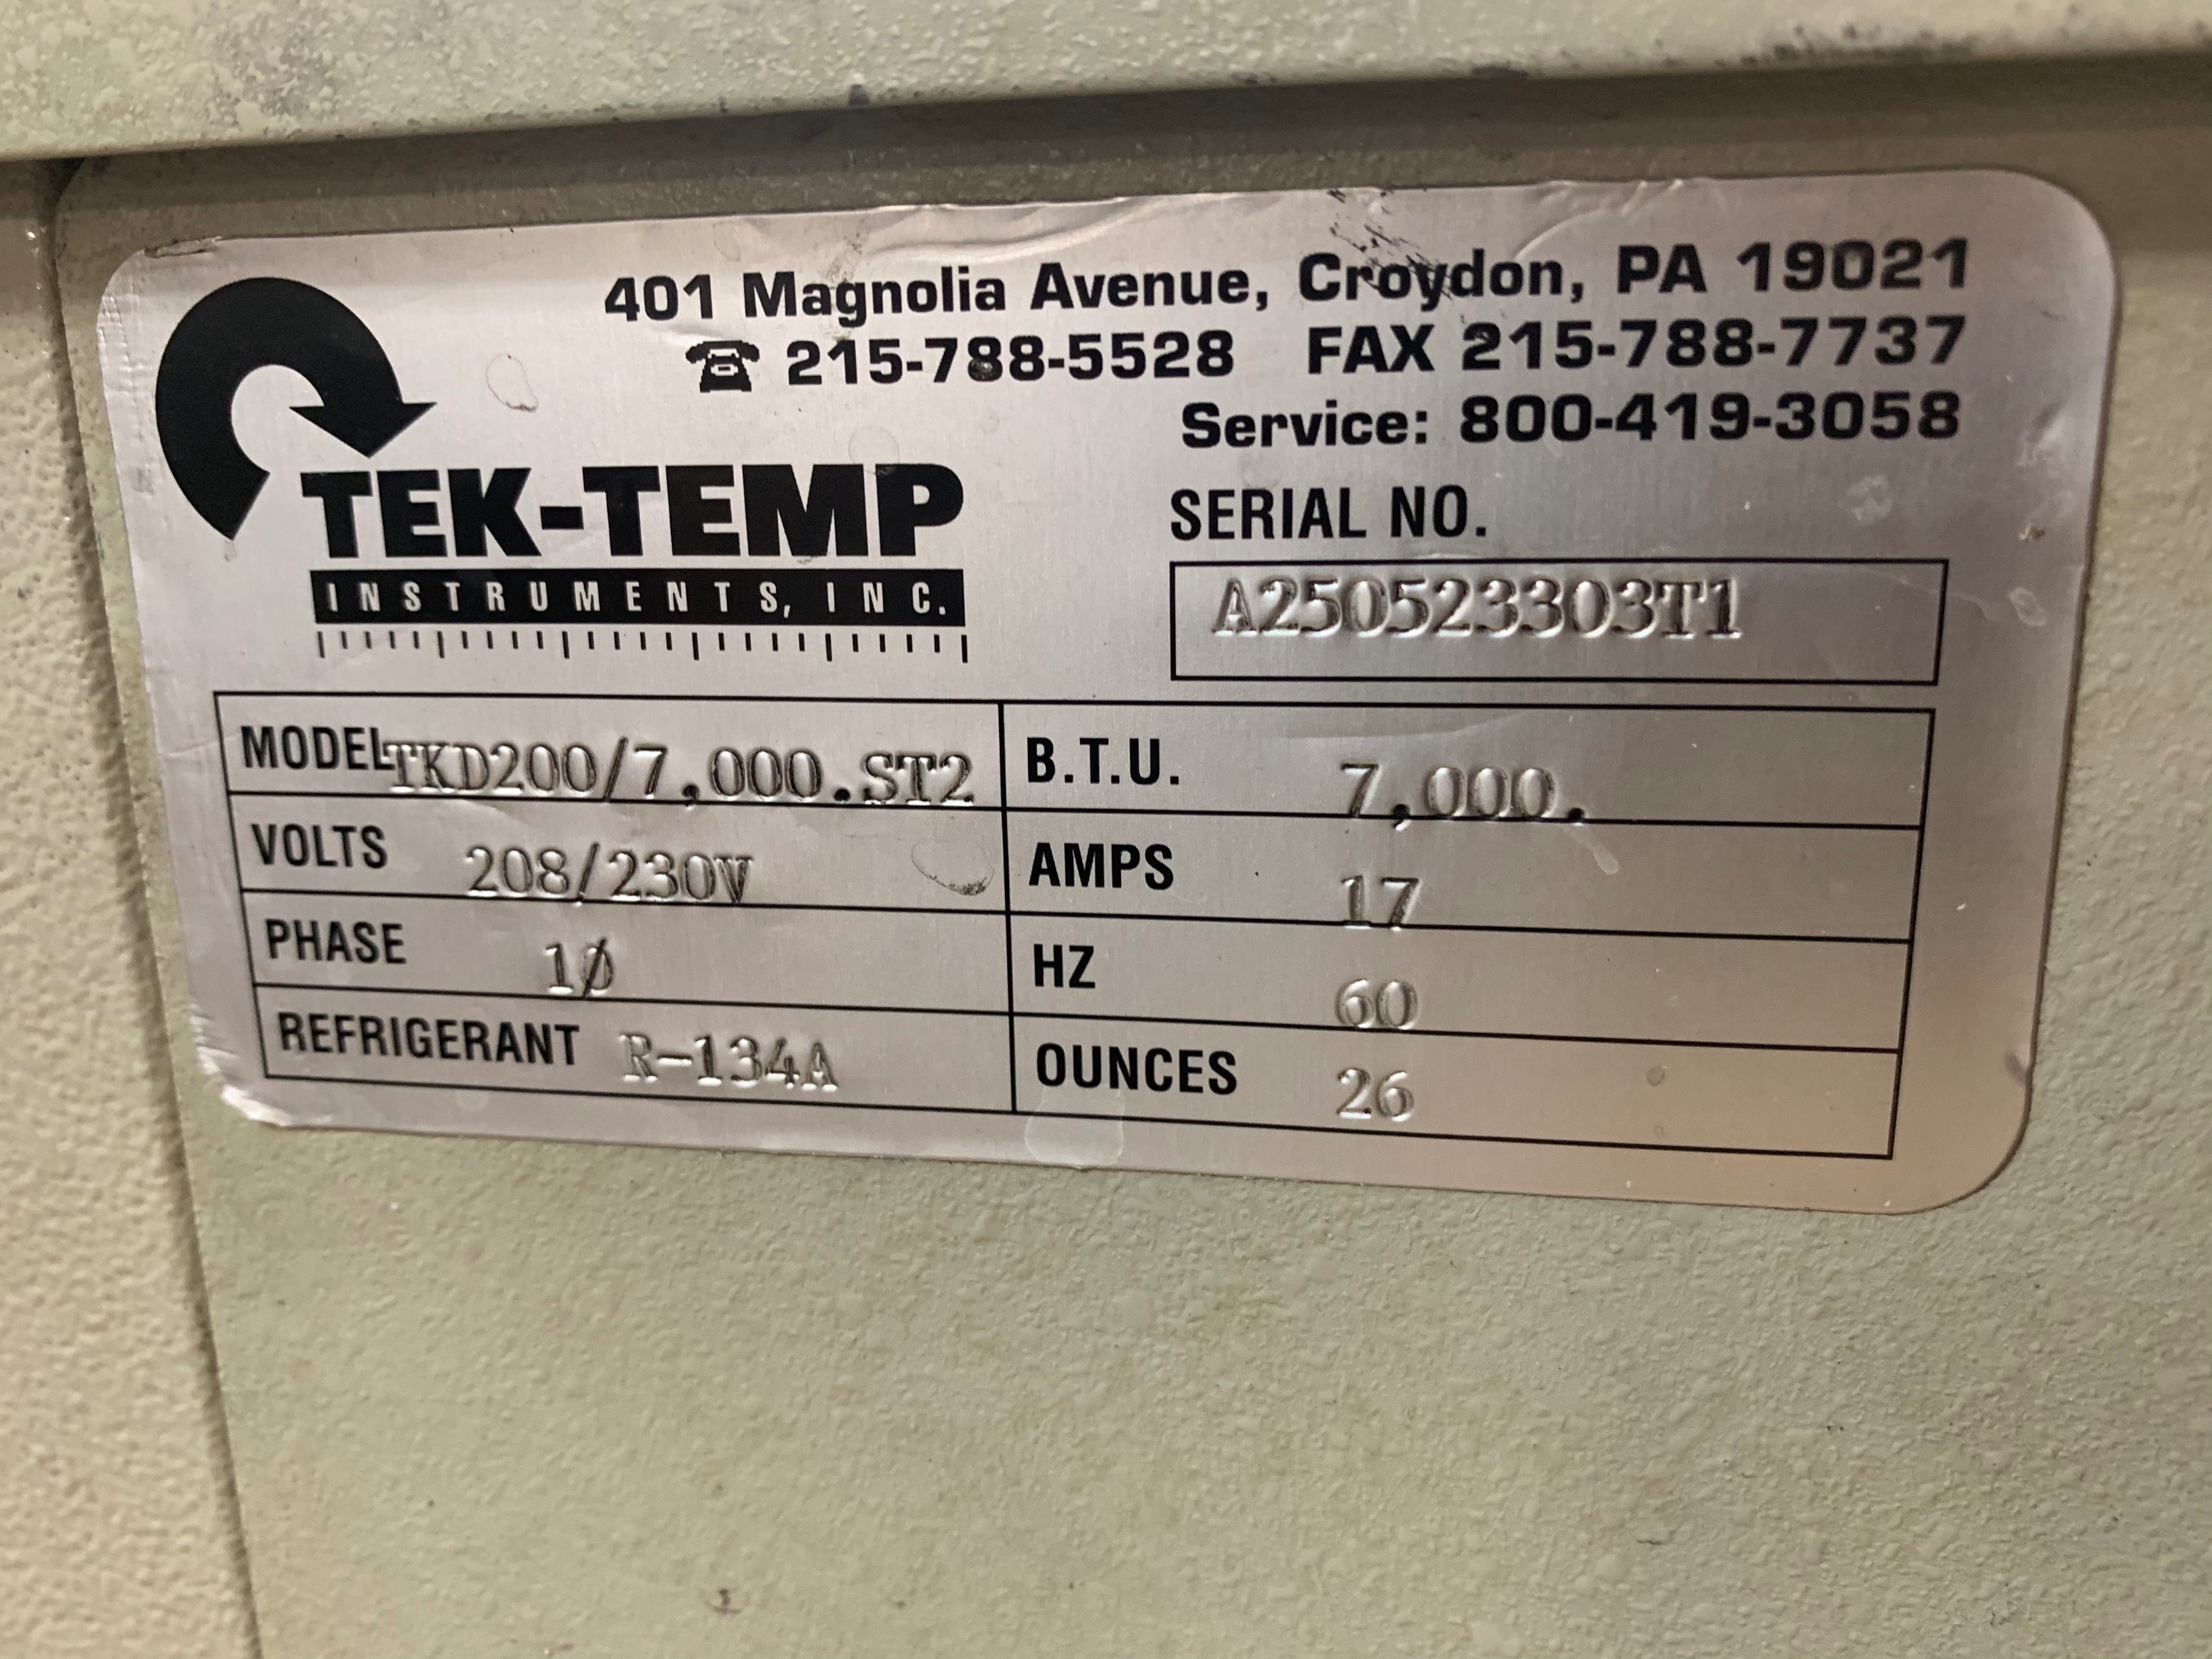 401 Magnolia Avenue, Croydon, PA 19021
☎ 215-788-5528 FAX 215-788-7737
Service: 800-419-3058
TEK-TEMP
INSTRUMENTS, INC.
SERIAL NO.
A250523303T1
MODEL TKD200/7,000.ST2
B.T.U. 7,000.
VOLTS 208/230V
AMPS 17
PHASE 1Ø
HZ 60
REFRIGERANT R-134A
OUNCES 26